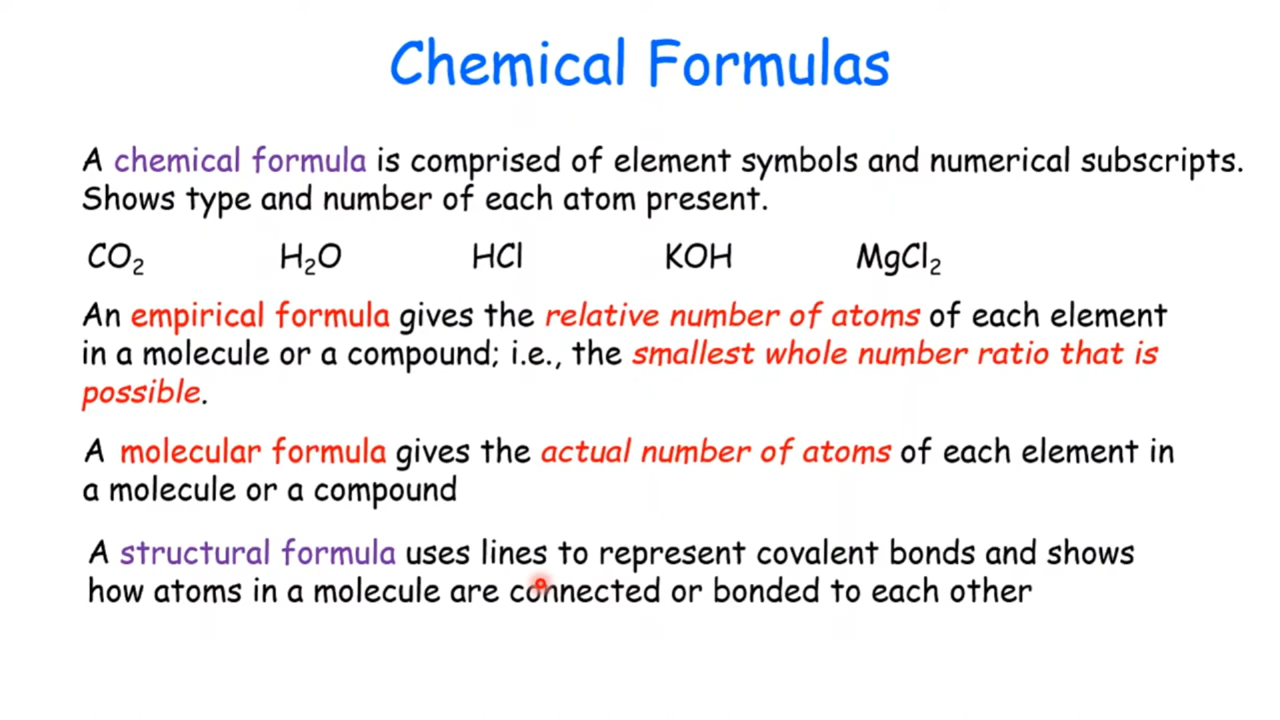 Chemical Formulas
A chemical formula is comprised of element symbols and numerical subscripts.
Shows type and number of each atom present.
CO₂ H₂O HCl KOH MgCl₂
An empirical formula gives the relative number of atoms of each element
in a molecule or a compound; i.e., the smallest whole number ratio that is
possible.
A molecular formula gives the actual number of atoms of each element in
a molecule or a compound
A structural formula uses lines to represent covalent bonds and shows
how atoms in a molecule are connected or bonded to each other